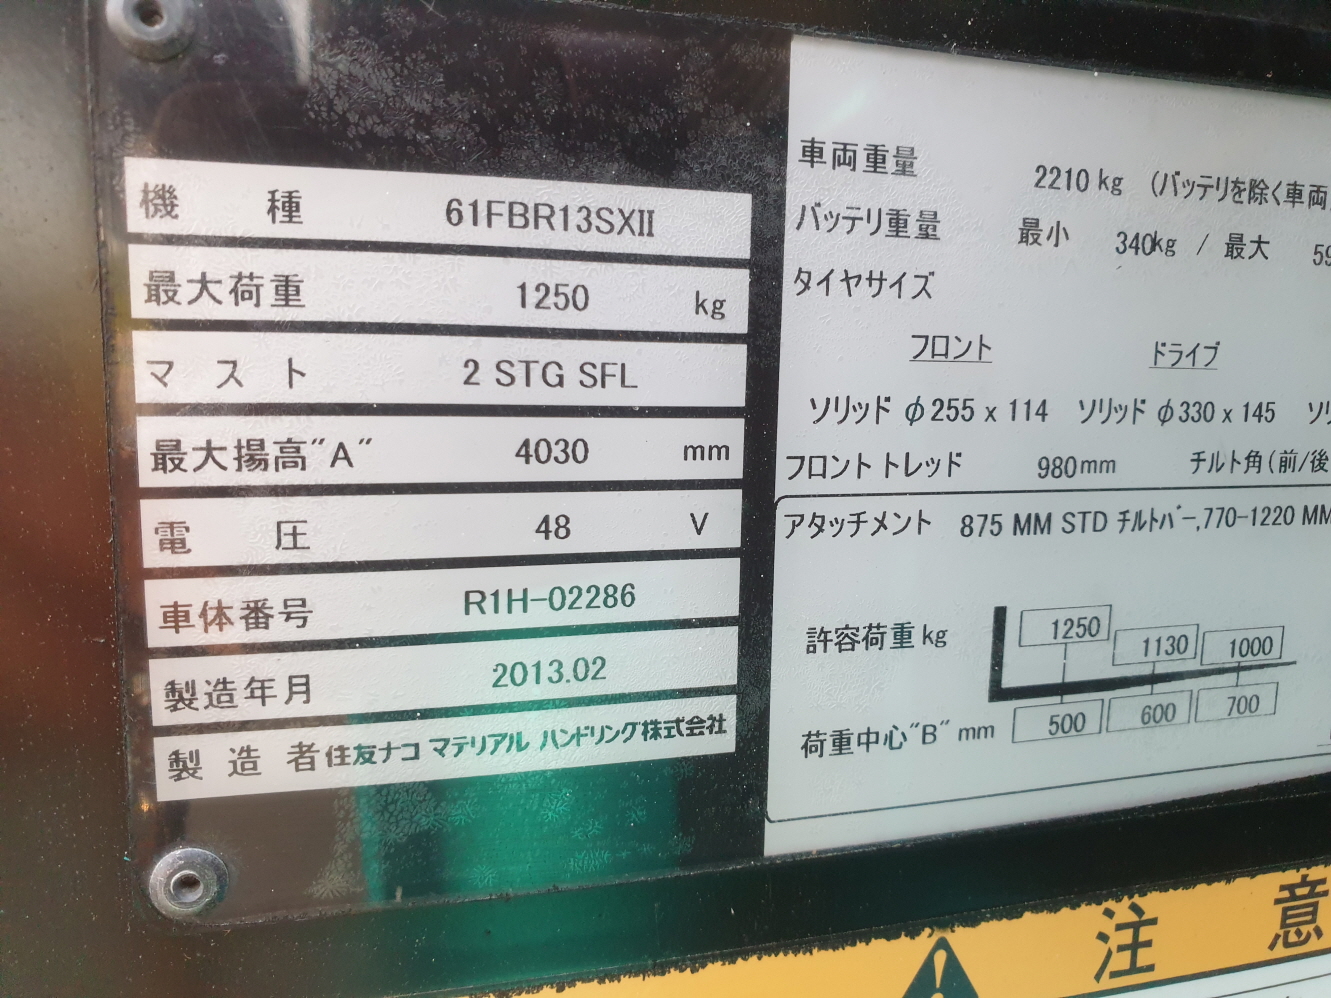 機種 61FBR13SXII
最大荷重 1250 kg
マスト 2 STG SFL
最大揚高"A" 4030 mm
電圧 48 V
車体番号 R1H-02286
製造年月 2013.02
製造者 住友ナコ マテリアル ハンドリング株式会社
車両重量 2210 kg (バッテリを除く車両
バッテリ重量 最小 340kg / 最大 59
タイヤサイズ
フロント ドライブ
ソリッド φ255 x 114 ソリッド φ330 x 145 ソリ
フロントトレッド 980mm チルト角(前/後
アタッチメント 875 MM STD チルトバー,770-1220 MM
許容荷重 kg 1250 1130 1000
荷重中心"B" mm 500 600 700
注意